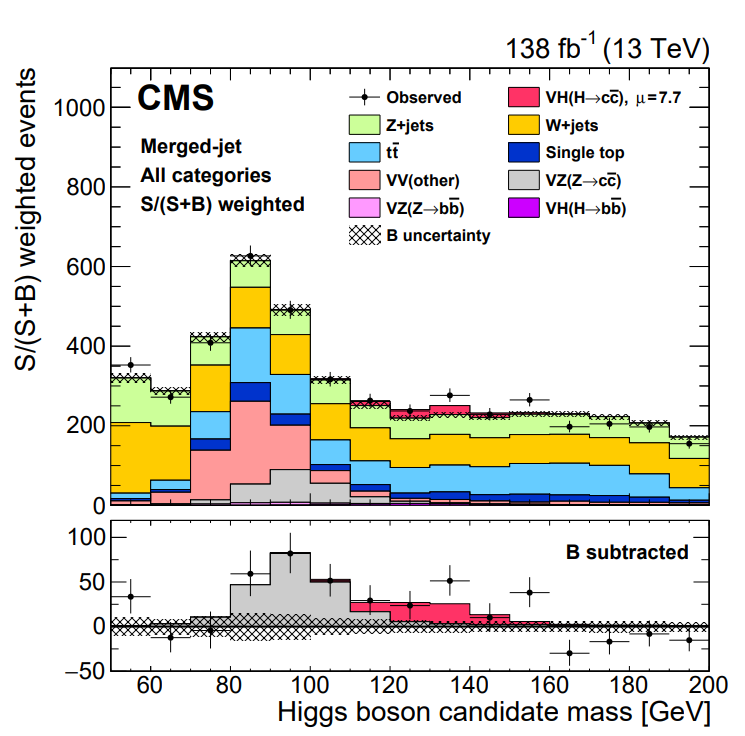 138 fb⁻¹ (13 TeV)
S/(S+B) weighted events
1000
800
600
400
200
0
CMS
Merged-jet
All categories
S/(S+B) weighted
Observed
VH(H→cc̅), μ=7.7
Z+jets
W+jets
tt̅
Single top
VV(other)
VZ(Z→cc̅)
VZ(Z→bb̅)
VH(H→bb̅)
B uncertainty
B subtracted
100
50
0
−50
60 80 100 120 140 160 180 200
Higgs boson candidate mass [GeV]